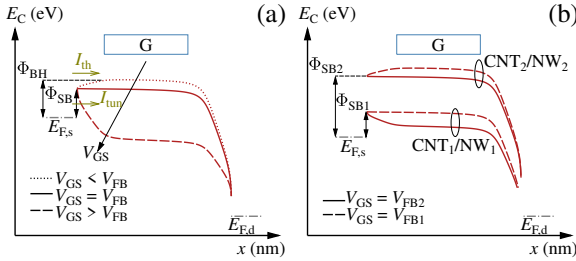 E_C (eV)
(a)
G
I_th
Φ_BH
Φ_SB
I_tun
E_F,s
V_GS
V_GS < V_FB
V_GS = V_FB
V_GS > V_FB
E_F,d
x (nm)
E_C (eV)
(b)
G
CNT_2/NW_2
Φ_SB2
Φ_SB1
E_F,s
CNT_1/NW_1
V_GS = V_FB2
V_GS = V_FB1
E_F,d
x (nm)